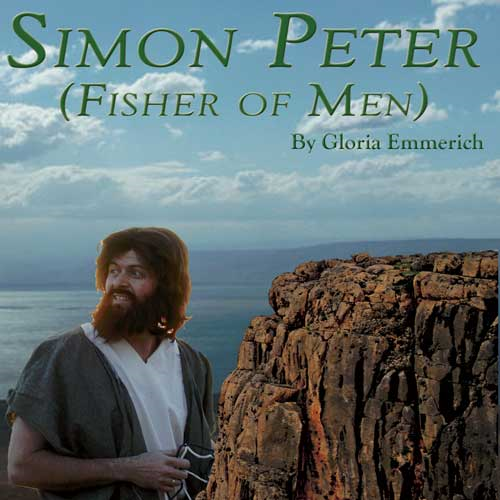 SIMON PETER
(FISHER OF MEN)
By Gloria Emmerich